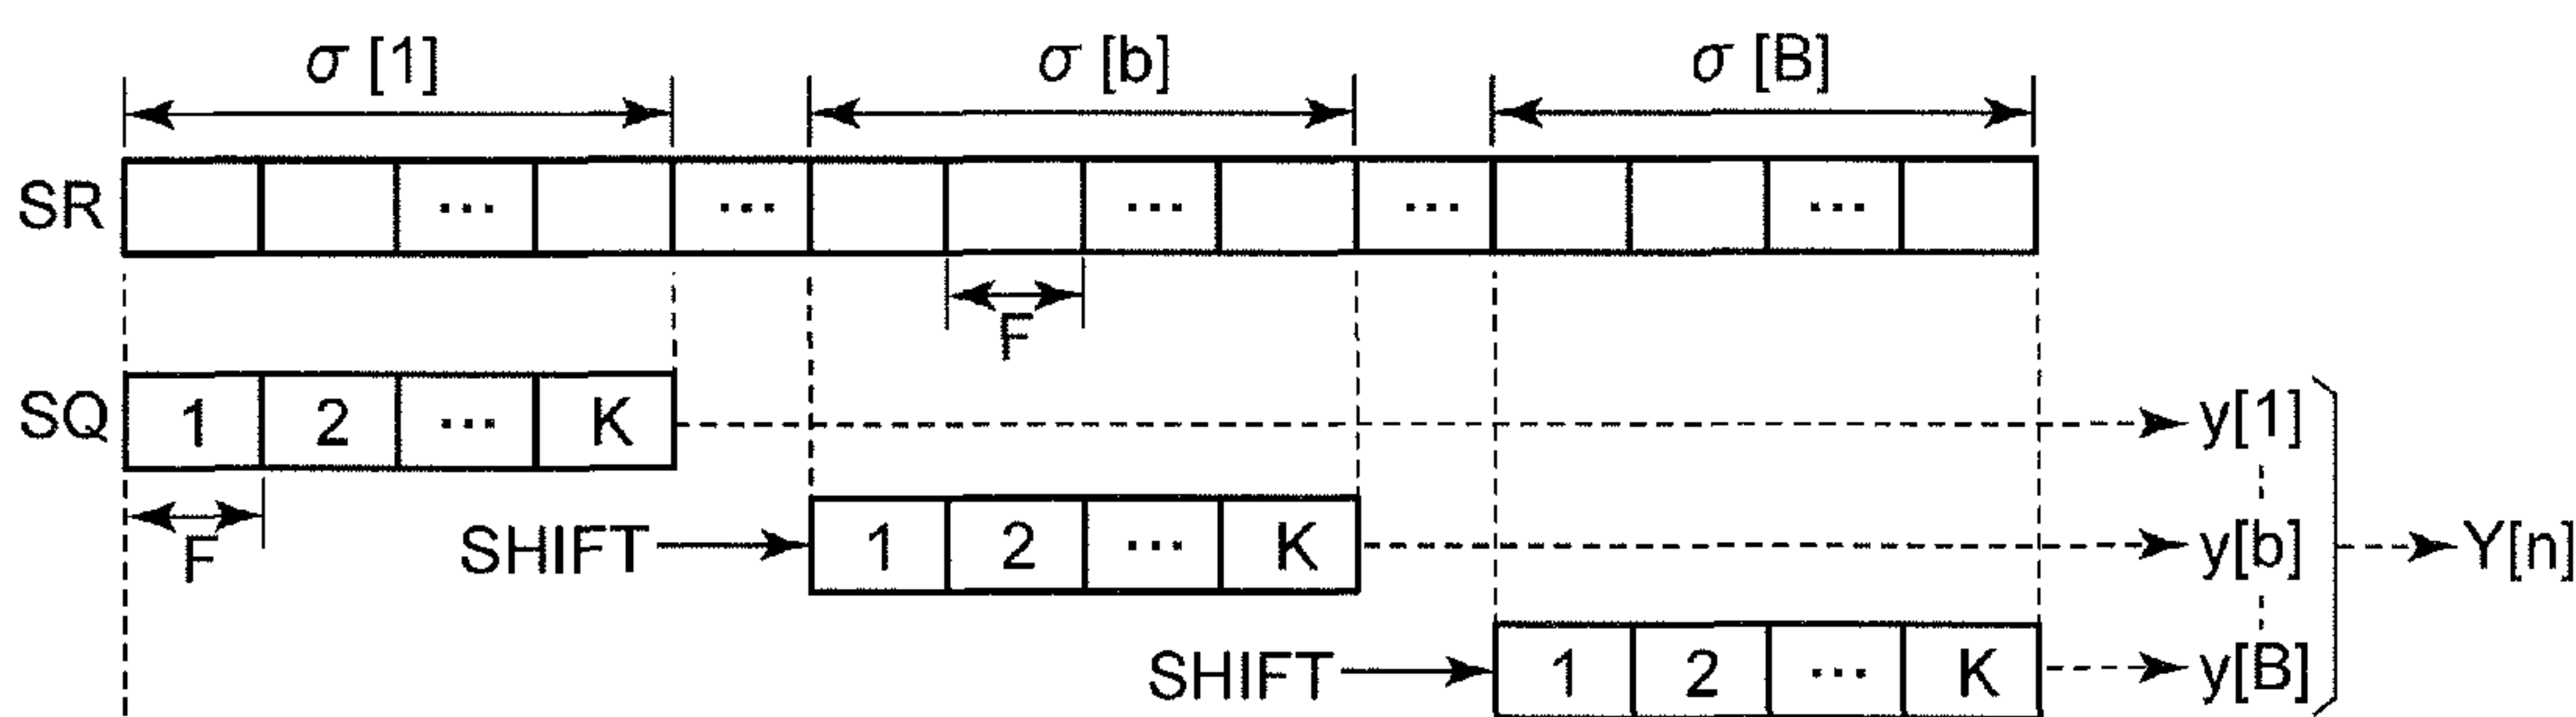 σ [1] σ [b] σ [B]
SR ... ... ... ... ...
F
SQ 1 2 ... K y[1]
F
SHIFT 1 2 ... K y[b] Y[n]
SHIFT 1 2 ... K y[B]